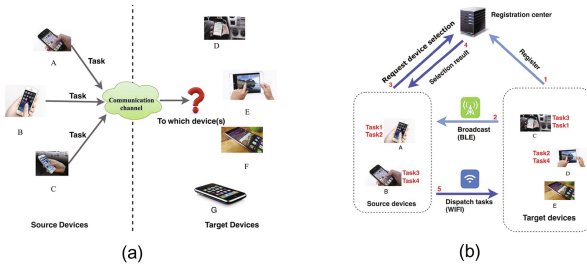 A
Task
B
Task
Task
C
Communication
channel
To which device(s)
D
E
F
G
Source Devices
Target Devices
(a)
Registration center
Request device selection
3
4
Selection result
Register
1
Task1
Task2
A
Task3
Task4
B
Source devices
2
Broadcast
(BLE)
5
Dispatch tasks
(WIFI)
Task3
Task1
C
Task2
Task4
D
E
Target devices
(b)